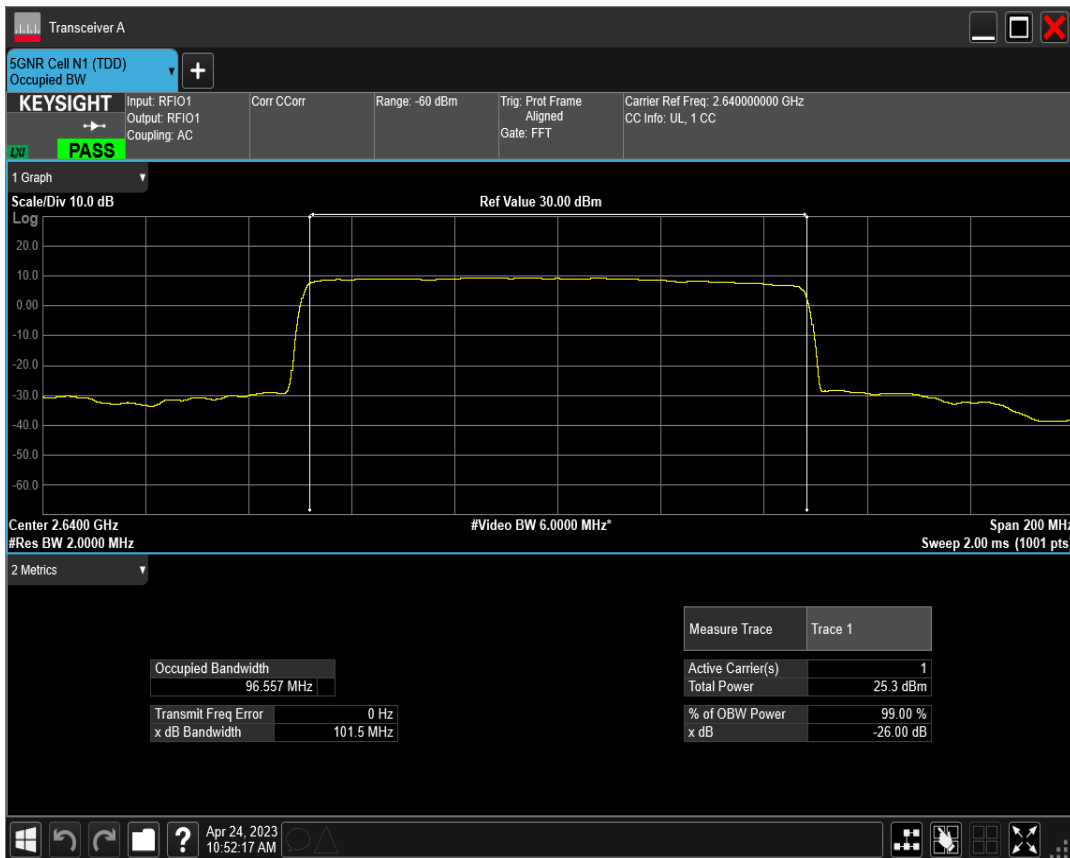 Transceiver A
5GNR Cell N1 (TDD)
Occupied BW
+
KEYSIGHT
LXI
PASS
Input: RFIO1
Output: RFIO1
Coupling: AC
Corr CCorr
Range: -60 dBm
Trig: Prot Frame
Aligned
Gate: FFT
Carrier Ref Freq: 2.640000000 GHz
CC Info: UL, 1 CC
1 Graph
Scale/Div 10.0 dB
Ref Value 30.00 dBm
Log
20.0
10.0
0.00
-10.0
-20.0
-30.0
-40.0
-50.0
-60.0
Center 2.6400 GHz
#Video BW 6.0000 MHz*
Span 200 MHz
#Res BW 2.0000 MHz
Sweep 2.00 ms (1001 pts)
2 Metrics
Measure Trace Trace 1
Occupied Bandwidth
96.557 MHz
Active Carrier(s) 1
Total Power 25.3 dBm
Transmit Freq Error 0 Hz
x dB Bandwidth 101.5 MHz
% of OBW Power 99.00 %
x dB -26.00 dB
?
Apr 24, 2023
10:52:17 AM